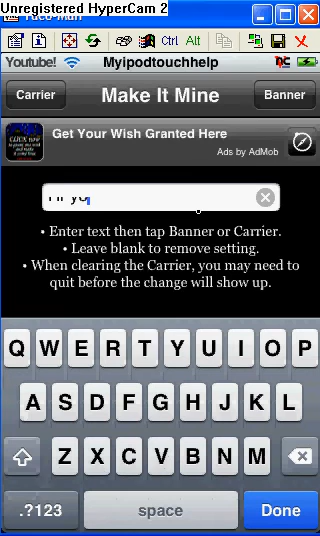 Unregistered HyperCam 2
Ctrl Alt
Youtube! Myipodtouchhelp
Carrier Make It Mine Banner
Get Your Wish Granted Here
Ads by AdMob
• Enter text then tap Banner or Carrier.
• Leave blank to remove setting.
• When clearing the Carrier, you may need to
quit before the change will show up.
Q W E R T Y U I O P
A S D F G H J K L
Z X C V B N M
.?123 space Done